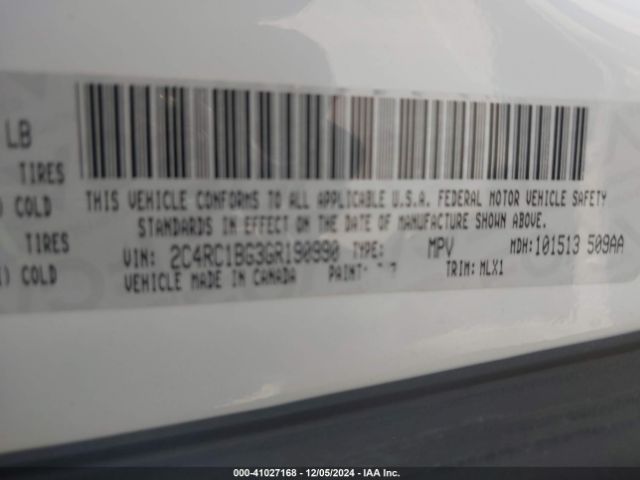 LB
TIRES
) COLD
TIRES
) COLD
THIS VEHICLE CONFORMS TO ALL APPLICABLE U.S.A. FEDERAL MOTOR VEHICLE SAFETY
STANDARDS IN EFFECT ON THE DATE OF MANUFACTURE SHOWN ABOVE.
VIN: 2C4RC1BG3GR190990 TYPE: MPV MDH:101513 509AA
VEHICLE MADE IN CANADA PAINT: TRIM: MLX1
000-41027168 - 12/05/2024 - IAA Inc.